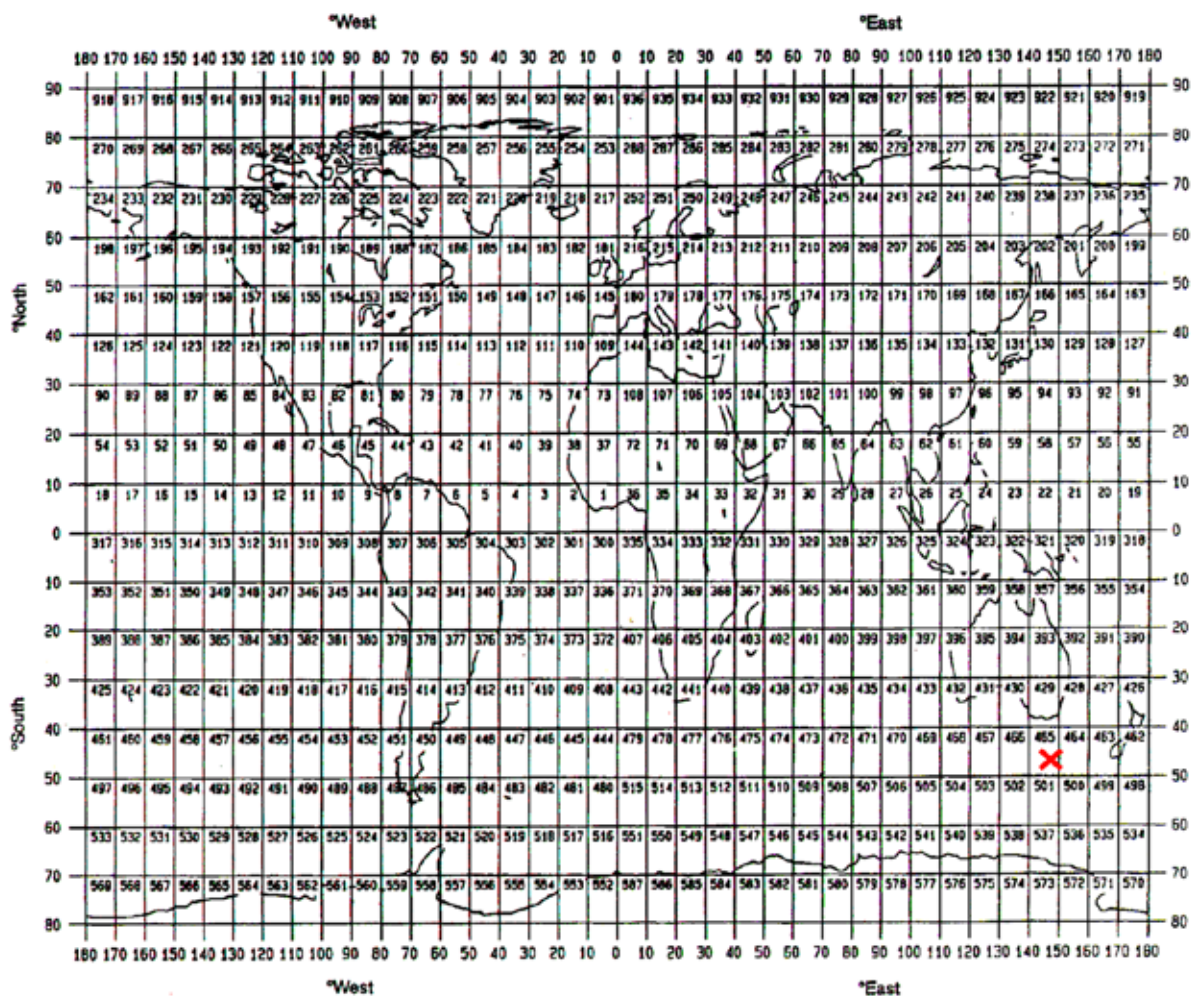 °West °East
180 170 160 150 140 130 120 110 100 90 80 70 60 50 40 30 20 10 0 10 20 30 40 50 60 70 80 90 100 110 120 130 140 150 160 170 180
90 90
918 917 916 915 914 913 912 911 910 909 908 907 906 905 904 903 902 901 936 935 934 933 932 931 930 929 928 927 926 925 924 923 922 921 920 919
80 80
270 269 268 267 266 265 264 263 262 261 260 259 258 257 256 255 254 253 288 287 286 285 284 283 282 281 280 279 278 277 276 275 274 273 272 271
70 70
234 233 232 231 230 229 228 227 226 225 224 223 222 221 220 219 218 217 252 251 250 249 248 247 246 245 244 243 242 241 240 239 238 237 236 235
60 60
198 197 196 195 194 193 192 191 190 189 188 187 186 185 184 183 182 181 216 215 214 213 212 211 210 209 208 207 206 205 204 203 202 201 200 199
50 50
°North
162 161 160 159 158 157 156 155 154 153 152 151 150 149 148 147 146 145 180 179 178 177 176 175 174 173 172 171 170 169 168 167 166 165 164 163
40 40
126 125 124 123 122 121 120 119 118 117 116 115 114 113 112 111 110 109 144 143 142 141 140 139 138 137 136 135 134 133 132 131 130 129 128 127
30 30
90 89 88 87 86 85 84 83 82 81 80 79 78 77 76 75 74 73 108 107 106 105 104 103 102 101 100 99 98 97 96 95 94 93 92 91
20 20
54 53 52 51 50 49 48 47 46 45 44 43 42 41 40 39 38 37 72 71 70 69 68 67 66 65 64 63 62 61 60 59 58 57 56 55
10 10
18 17 16 15 14 13 12 11 10 9 8 7 6 5 4 3 2 1 36 35 34 33 32 31 30 29 28 27 26 25 24 23 22 21 20 19
0 0
317 316 315 314 313 312 311 310 309 308 307 306 305 304 303 302 301 300 335 334 333 332 331 330 329 328 327 326 325 324 323 322 321 320 319 318
10 10
353 352 351 350 349 348 347 346 345 344 343 342 341 340 339 338 337 336 371 370 369 368 367 366 365 364 363 362 361 360 359 358 357 356 355 354
20 20
389 388 387 386 385 384 383 382 381 380 379 378 377 376 375 374 373 372 407 406 405 404 403 402 401 400 399 398 397 396 395 394 393 392 391 390
30 30
425 424 423 422 421 420 419 418 417 416 415 414 413 412 411 410 409 408 443 442 441 440 439 438 437 436 435 434 433 432 431 430 429 428 427 426
°South
40 40
461 460 459 458 457 456 455 454 453 452 451 450 449 448 447 446 445 444 479 478 477 476 475 474 473 472 471 470 469 468 467 466 465 464 463 462
50 50
497 496 495 494 493 492 491 490 489 488 487 486 485 484 483 482 481 480 515 514 513 512 511 510 509 508 507 506 505 504 503 502 501 500 499 498
60 60
533 532 531 530 529 528 527 526 525 524 523 522 521 520 519 518 517 516 551 550 549 548 547 546 545 544 543 542 541 540 539 538 537 536 535 534
70 70
569 568 567 566 565 564 563 562 561 560 559 558 557 556 555 554 553 552 587 586 585 584 583 582 581 580 579 578 577 576 575 574 573 572 571 570
80 80
180 170 160 150 140 130 120 110 100 90 80 70 60 50 40 30 20 10 0 10 20 30 40 50 60 70 80 90 100 110 120 130 140 150 160 170 180
°West °East